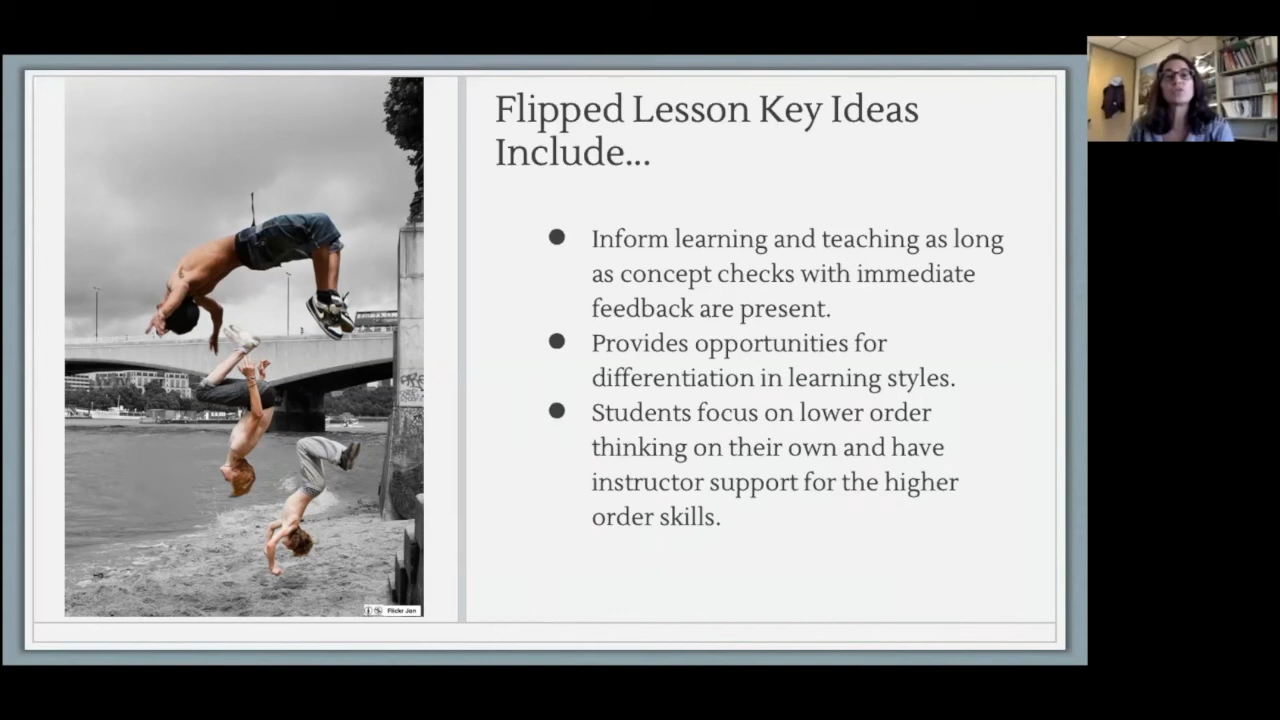 Flipped Lesson Key Ideas
Include...
● Inform learning and teaching as long
as concept checks with immediate
feedback are present.
● Provides opportunities for
differentiation in learning styles.
● Students focus on lower order
thinking on their own and have
instructor support for the higher
order skills.
Flickr Jon